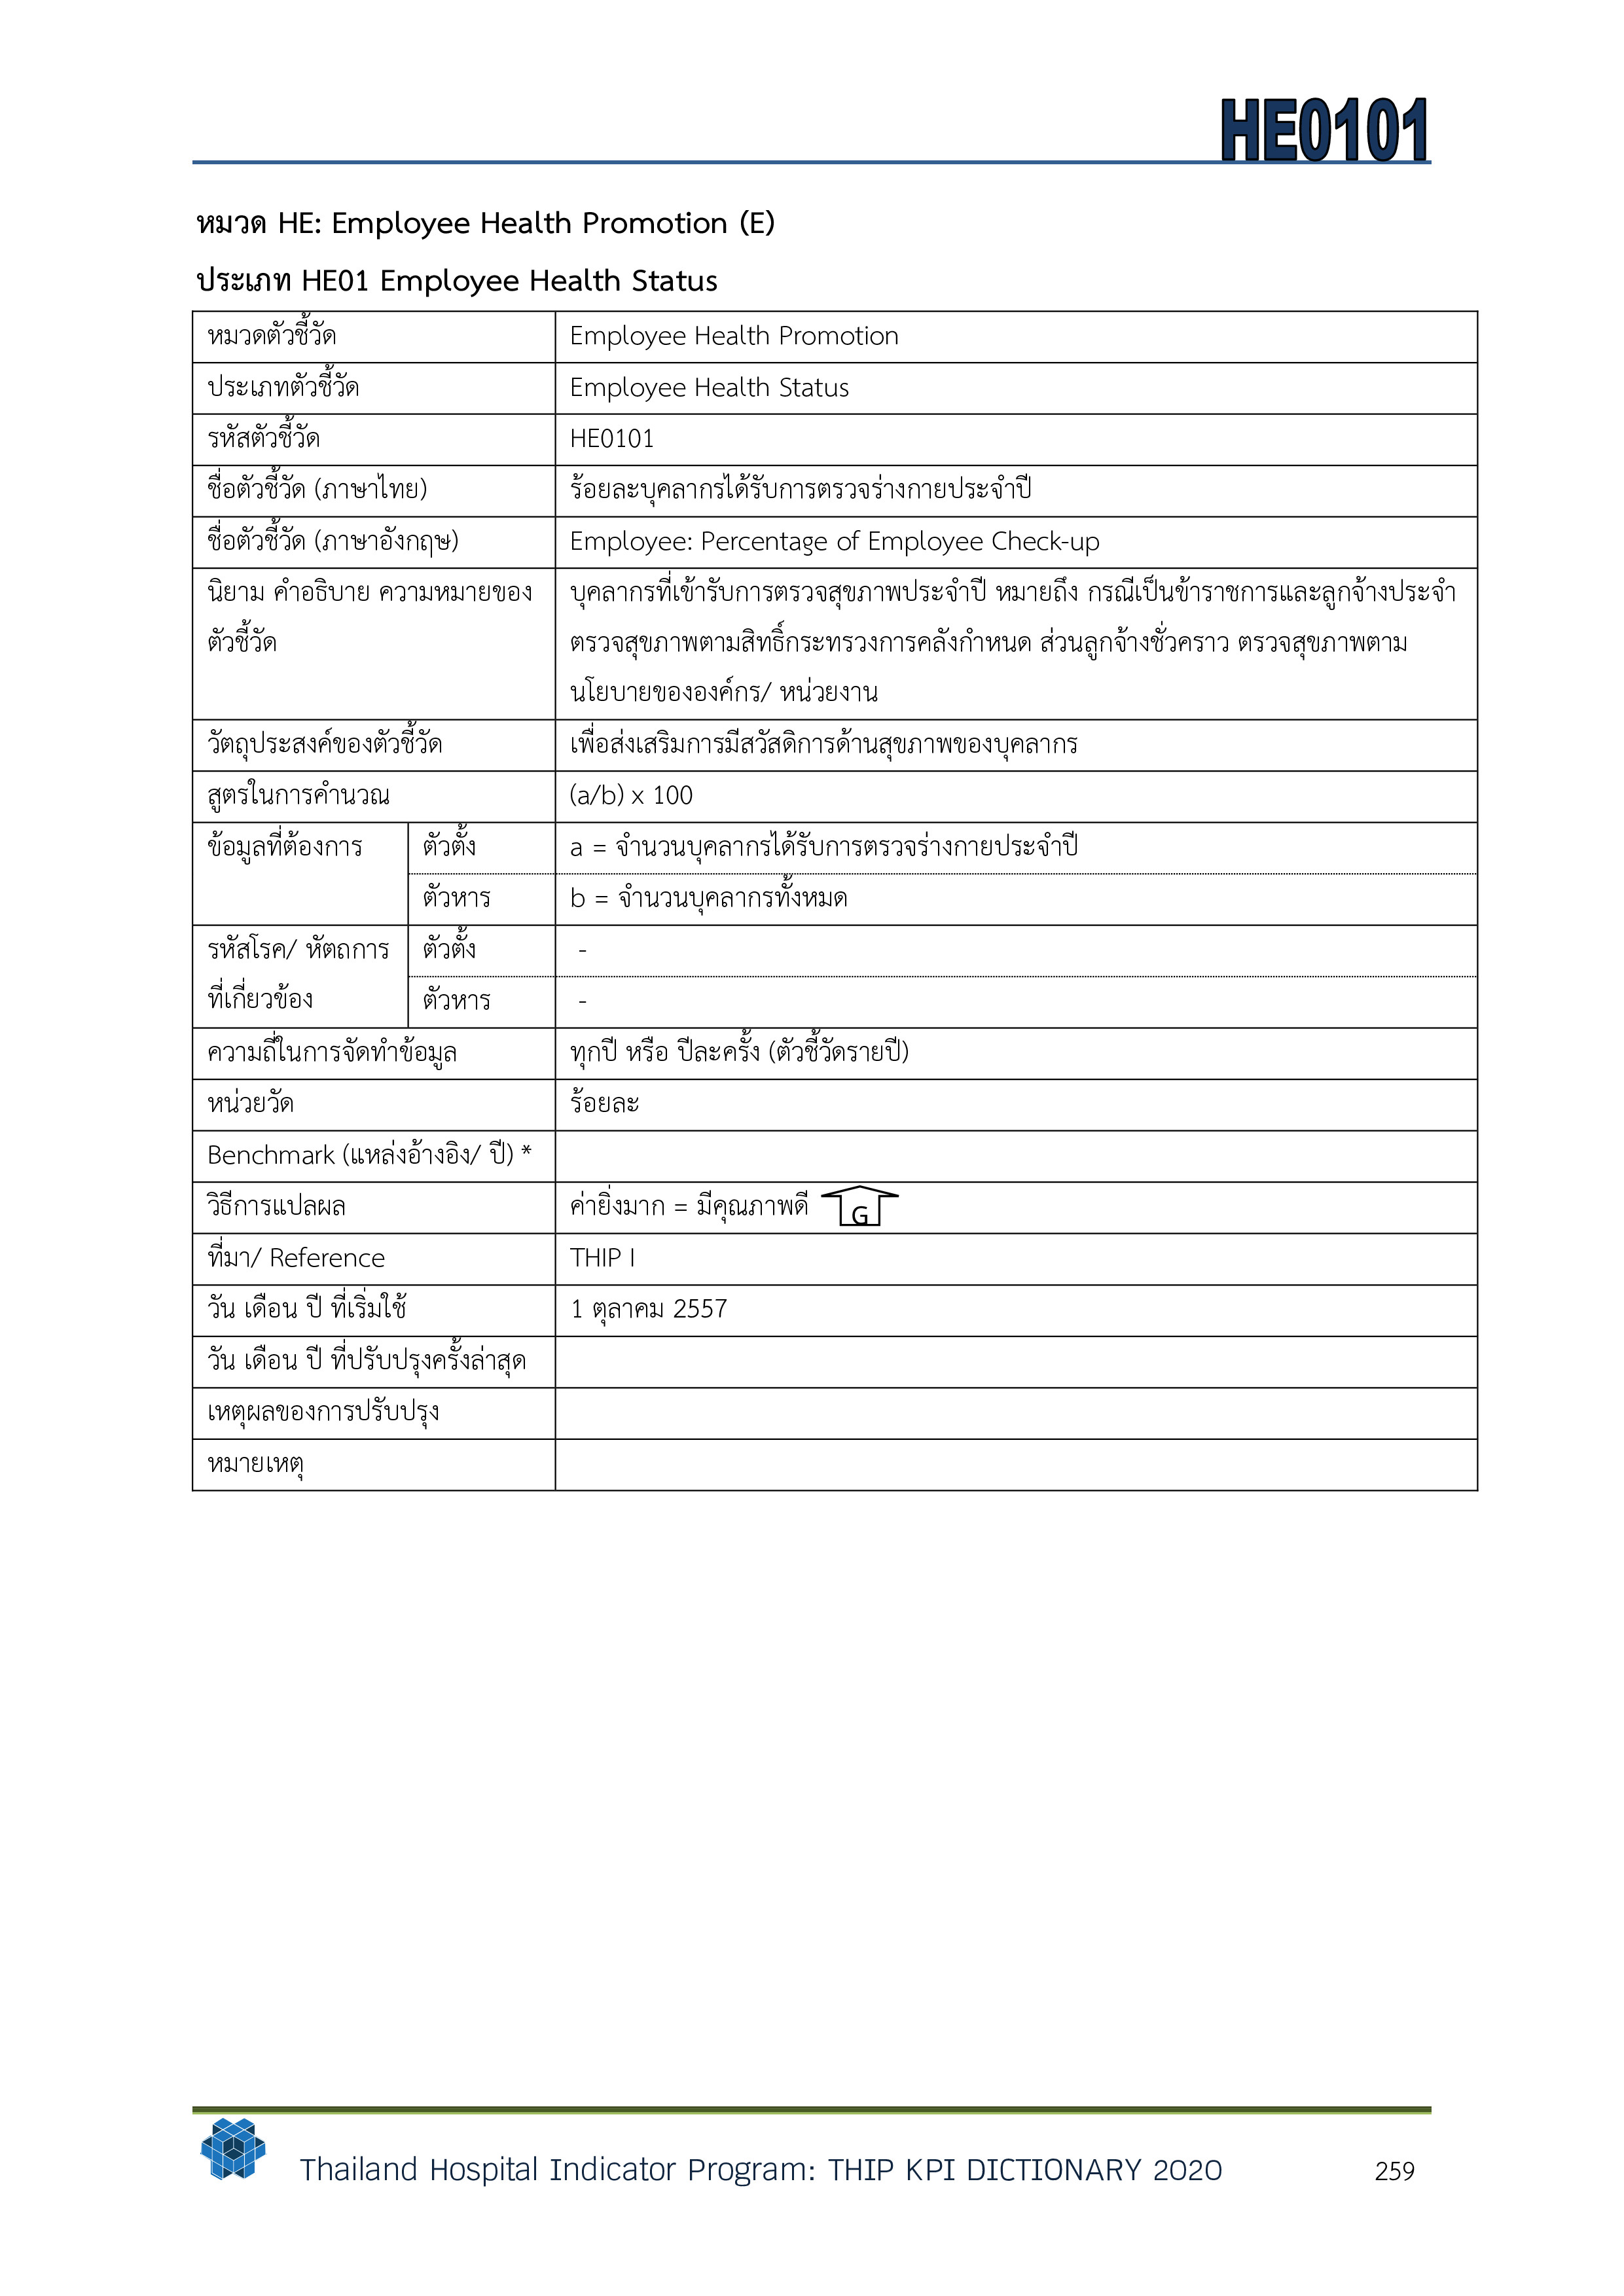 HE0101
หมวด HE: Employee Health Promotion (E)
ประเภท HE01 Employee Health Status
หมวดตัวชี้วัด Employee Health Promotion
ประเภทตัวชี้วัด Employee Health Status
รหัสตัวชี้วัด HE0101
ชื่อตัวชี้วัด (ภาษาไทย) ร้อยละบุคลากรได้รับการตรวจร่างกายประจำปี
ชื่อตัวชี้วัด (ภาษาอังกฤษ) Employee: Percentage of Employee Check-up
นิยาม คำอธิบาย ความหมายของ บุคลากรที่เข้ารับการตรวจสุขภาพประจำปี หมายถึง กรณีเป็นข้าราชการและลูกจ้างประจำ
ตัวชี้วัด ตรวจสุขภาพตามสิทธิ์กระทรวงการคลังกำหนด ส่วนลูกจ้างชั่วคราว ตรวจสุขภาพตาม
นโยบายขององค์กร/ หน่วยงาน
วัตถุประสงค์ของตัวชี้วัด เพื่อส่งเสริมการมีสวัสดิการด้านสุขภาพของบุคลากร
สูตรในการคำนวณ (a/b) x 100
ข้อมูลที่ต้องการ ตัวตั้ง a = จำนวนบุคลากรได้รับการตรวจร่างกายประจำปี
ตัวหาร b = จำนวนบุคลากรทั้งหมด
รหัสโรค/ หัตถการ ตัวตั้ง -
ที่เกี่ยวข้อง ตัวหาร -
ความถี่ในการจัดทำข้อมูล ทุกปี หรือ ปีละครั้ง (ตัวชี้วัดรายปี)
หน่วยวัด ร้อยละ
Benchmark (แหล่งอ้างอิง/ ปี) *
วิธีการแปลผล ค่ายิ่งมาก = มีคุณภาพดี G
ที่มา/ Reference THIP I
วัน เดือน ปี ที่เริ่มใช้ 1 ตุลาคม 2557
วัน เดือน ปี ที่ปรับปรุงครั้งล่าสุด
เหตุผลของการปรับปรุง
หมายเหตุ
Thailand Hospital Indicator Program: THIP KPI DICTIONARY 2020 259